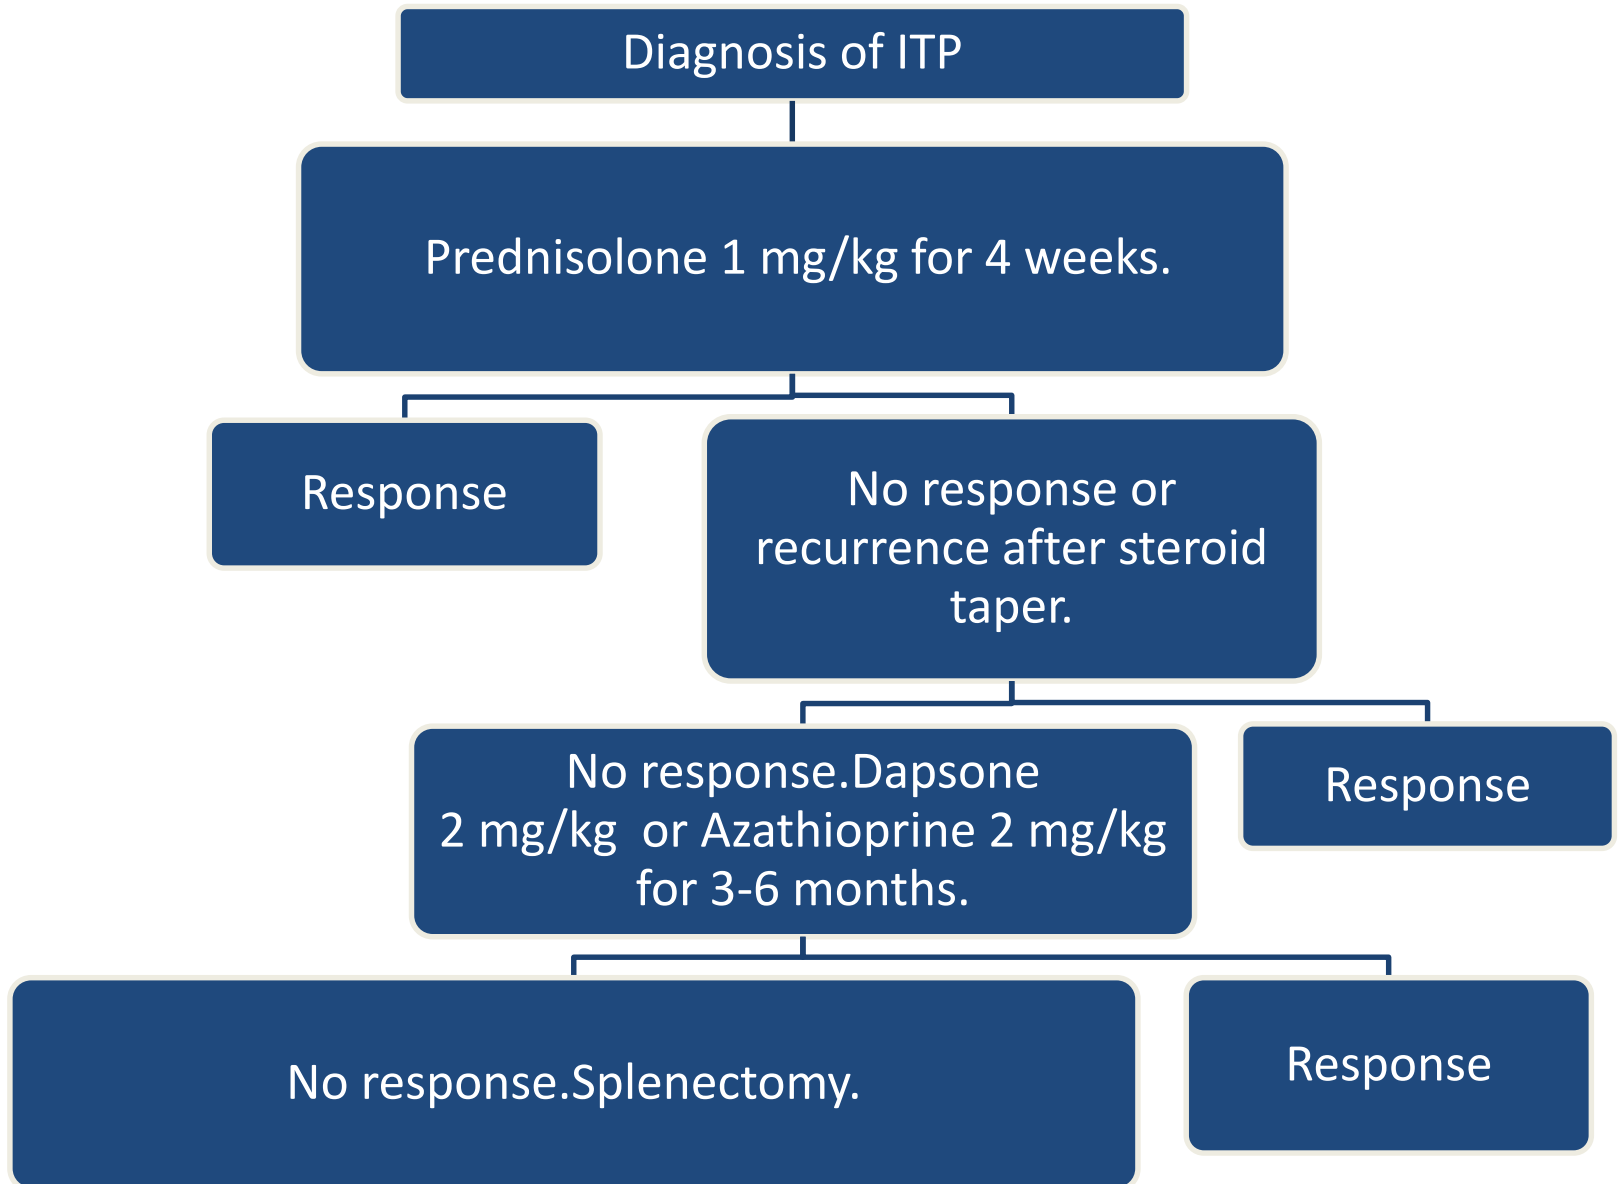 Diagnosis of ITP
Prednisolone 1 mg/kg for 4 weeks.
Response
No response or
recurrence after steroid
taper.
No response.Dapsone
2 mg/kg  or Azathioprine 2 mg/kg
for 3-6 months.
Response
No response.Splenectomy.
Response